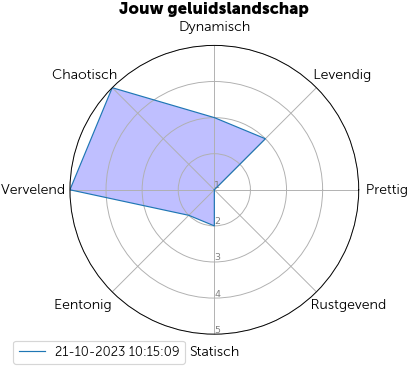 Jouw geluidslandschap
Dynamisch
Chaotisch
Levendig
Vervelend
1
Prettig
2
3
Eentonig
4
Rustgevend
5
21-10-2023 10:15:09
Statisch